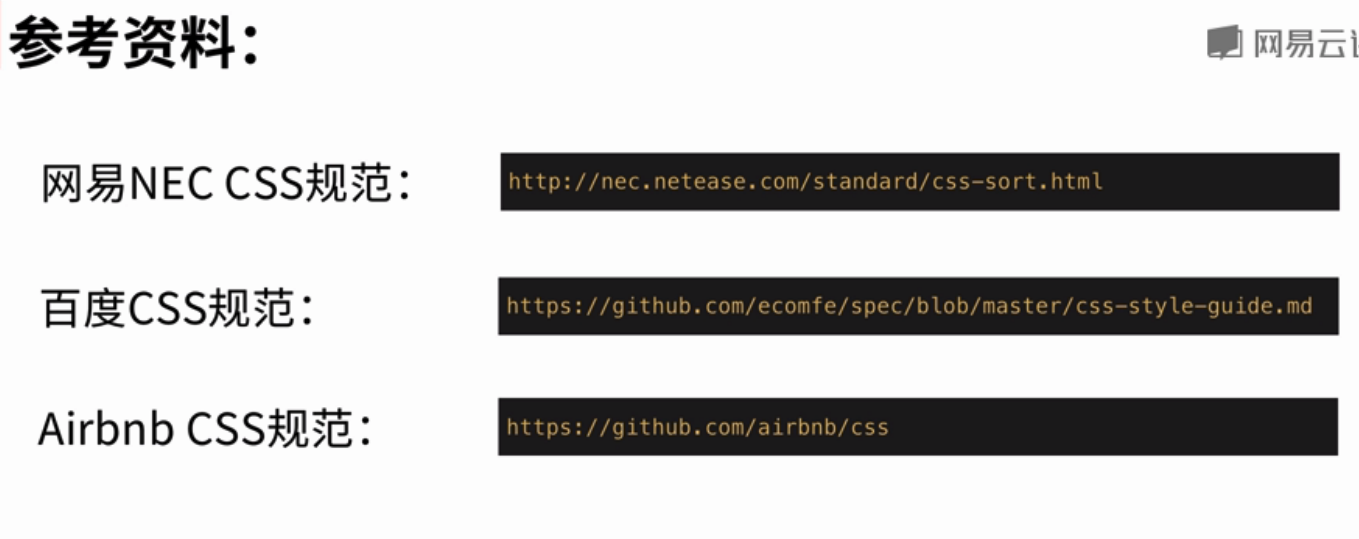 参考资料：
网易云
网易NEC CSS规范：
http://nec.netease.com/standard/css-sort.html
百度CSS规范：
https://github.com/ecomfe/spec/blob/master/css-style-guide.md
Airbnb CSS规范：
https://github.com/airbnb/css